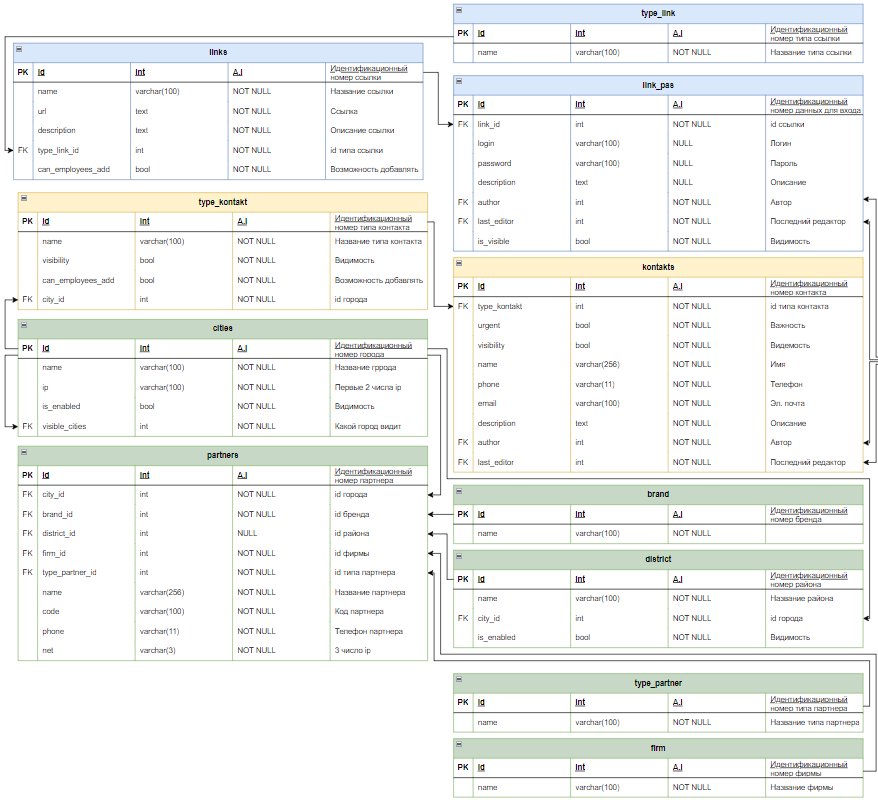 type_link
PK id int A.I Идентификационный
номер типа ссылки
name varchar(100) NOT NULL Название типа ссылки
links
PK id int A.I Идентификационный
номер ссылки
name varchar(100) NOT NULL Название ссылки
url text NOT NULL Ссылка
description text NOT NULL Описание ссылки
FK type_link_id int NOT NULL id типа ссылки
can_employees_add bool NOT NULL Возможность добавлять
link_pas
PK id int A.I Идентификационный
номер данных для входа
FK link_id int NOT NULL id ссылки
login varchar(100) NULL Логин
password varchar(100) NULL Пароль
description text NULL Описание
FK author int NOT NULL Автор
FK last_editor int NOT NULL Последний редактор
is_visible bool NOT NULL Видимость
type_kontakt
PK id int A.I Идентификационный
номер типа контакта
name varchar(100) NOT NULL Название типа контакта
visibility bool NOT NULL Видимость
can_employees_add bool NOT NULL Возможность добавлять
FK city_id int NOT NULL id города
kontakts
PK id int A.I Идентификационный
номер контакта
FK type_kontakt int NOT NULL id типа контакта
urgent bool NOT NULL Важность
visibility bool NOT NULL Видемость
name varchar(256) NOT NULL Имя
phone varchar(11) NOT NULL Телефон
email varchar(100) NOT NULL Эл. почта
description text NOT NULL Описание
FK author int NOT NULL Автор
FK last_editor int NOT NULL Последний редактор
cities
PK id int A.I Идентификационный
номер города
name varchar(100) NOT NULL Название гррода
ip varchar(100) NOT NULL Первые 2 числа ip
is_enabled bool NOT NULL Видимость
FK visible_cities int NOT NULL Какой город видит
partners
PK id int A.I Идентификационный
номер партнера
FK city_id int NOT NULL id города
FK brand_id int NOT NULL id бренда
FK district_id int NULL id района
FK firm_id int NOT NULL id фирмы
FK type_partner_id int NOT NULL id типа партнера
name varchar(256) NOT NULL Название партнера
code varchar(100) NOT NULL Код партнера
phone varchar(11) NOT NULL Телефон партнера
net varchar(3) NOT NULL 3 число ip
brand
PK id int A.I Идентификационный
номер бренда
name varchar(100) NOT NULL
district
PK id int A.I Идентификационный
номер района
name varchar(100) NOT NULL Название района
FK city_id int NOT NULL id города
is_enabled bool NOT NULL Видимость
type_partner
PK id int A.I Идентификационный
номер типа партнера
name varchar(100) NOT NULL Название типа партнера
firm
PK id int A.I Идентификационный
номер фирмы
name varchar(100) NOT NULL Название фирмы